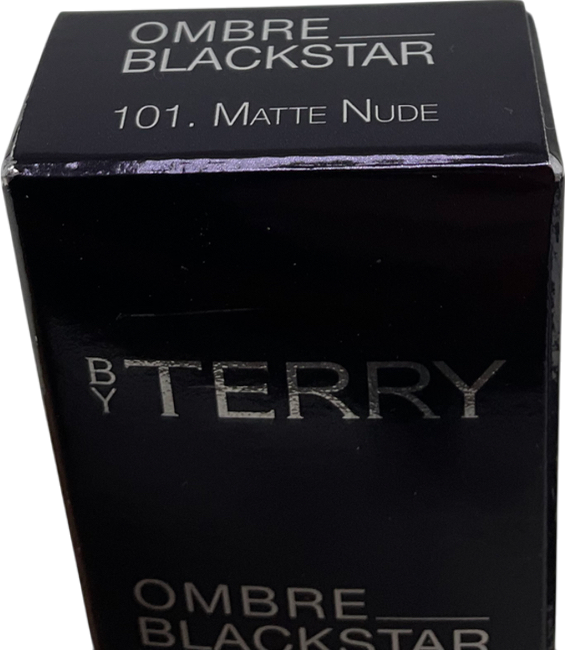 OMBRE
BLACKSTAR
101. MATTE NUDE
BY TERRY
OMBRE
BLACKSTAR